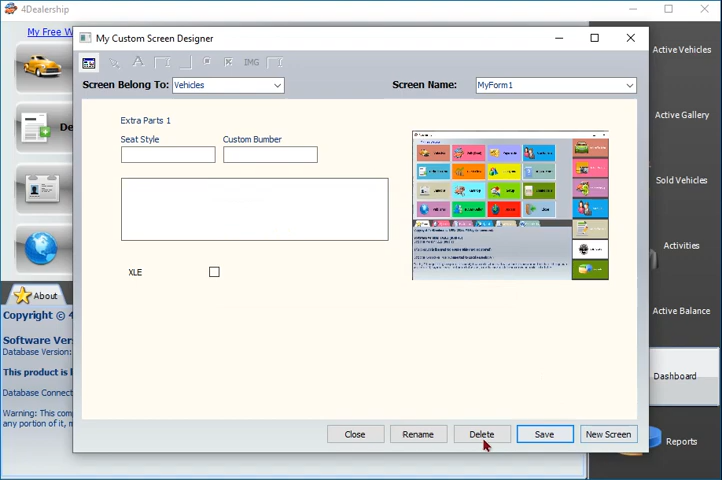 4Dealership
My Free W
My Custom Screen Designer
IMG
Screen Belong To:
Vehicles
Screen Name:
MyForm1
Extra Parts 1
Seat Style
Custom Bumber
XLE
Close
Rename
Delete
Save
New Screen
De
About
Copyright © 4
Software Vers
Database Version:
This product is l
Database Connect
Warning: This com
any portion of it, m
Active Vehicles
Active Gallery
Sold Vehicles
Activities
Active Balance
Dashboard
Reports